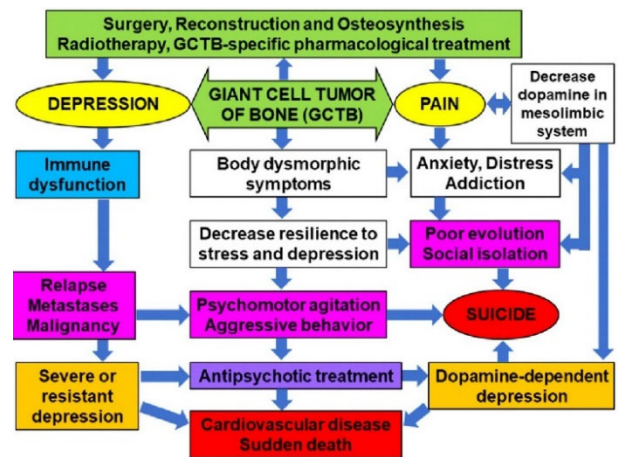 Surgery, Reconstruction and Osteosynthesis
Radiotherapy, GCTB-specific pharmacological treatment
DEPRESSION
GIANT CELL TUMOR
OF BONE (GCTB)
PAIN
Decrease
dopamine in
mesolimbic
system
Immune
dysfunction
Body dysmorphic
symptoms
Anxiety, Distress
Addiction
Decrease resilience to
stress and depression
Poor evolution
Social isolation
Relapse
Metastases
Malignancy
Psychomotor agitation
Aggressive behavior
SUICIDE
Severe or
resistant
depression
Antipsychotic treatment
Dopamine-dependent
depression
Cardiovascular disease
Sudden death